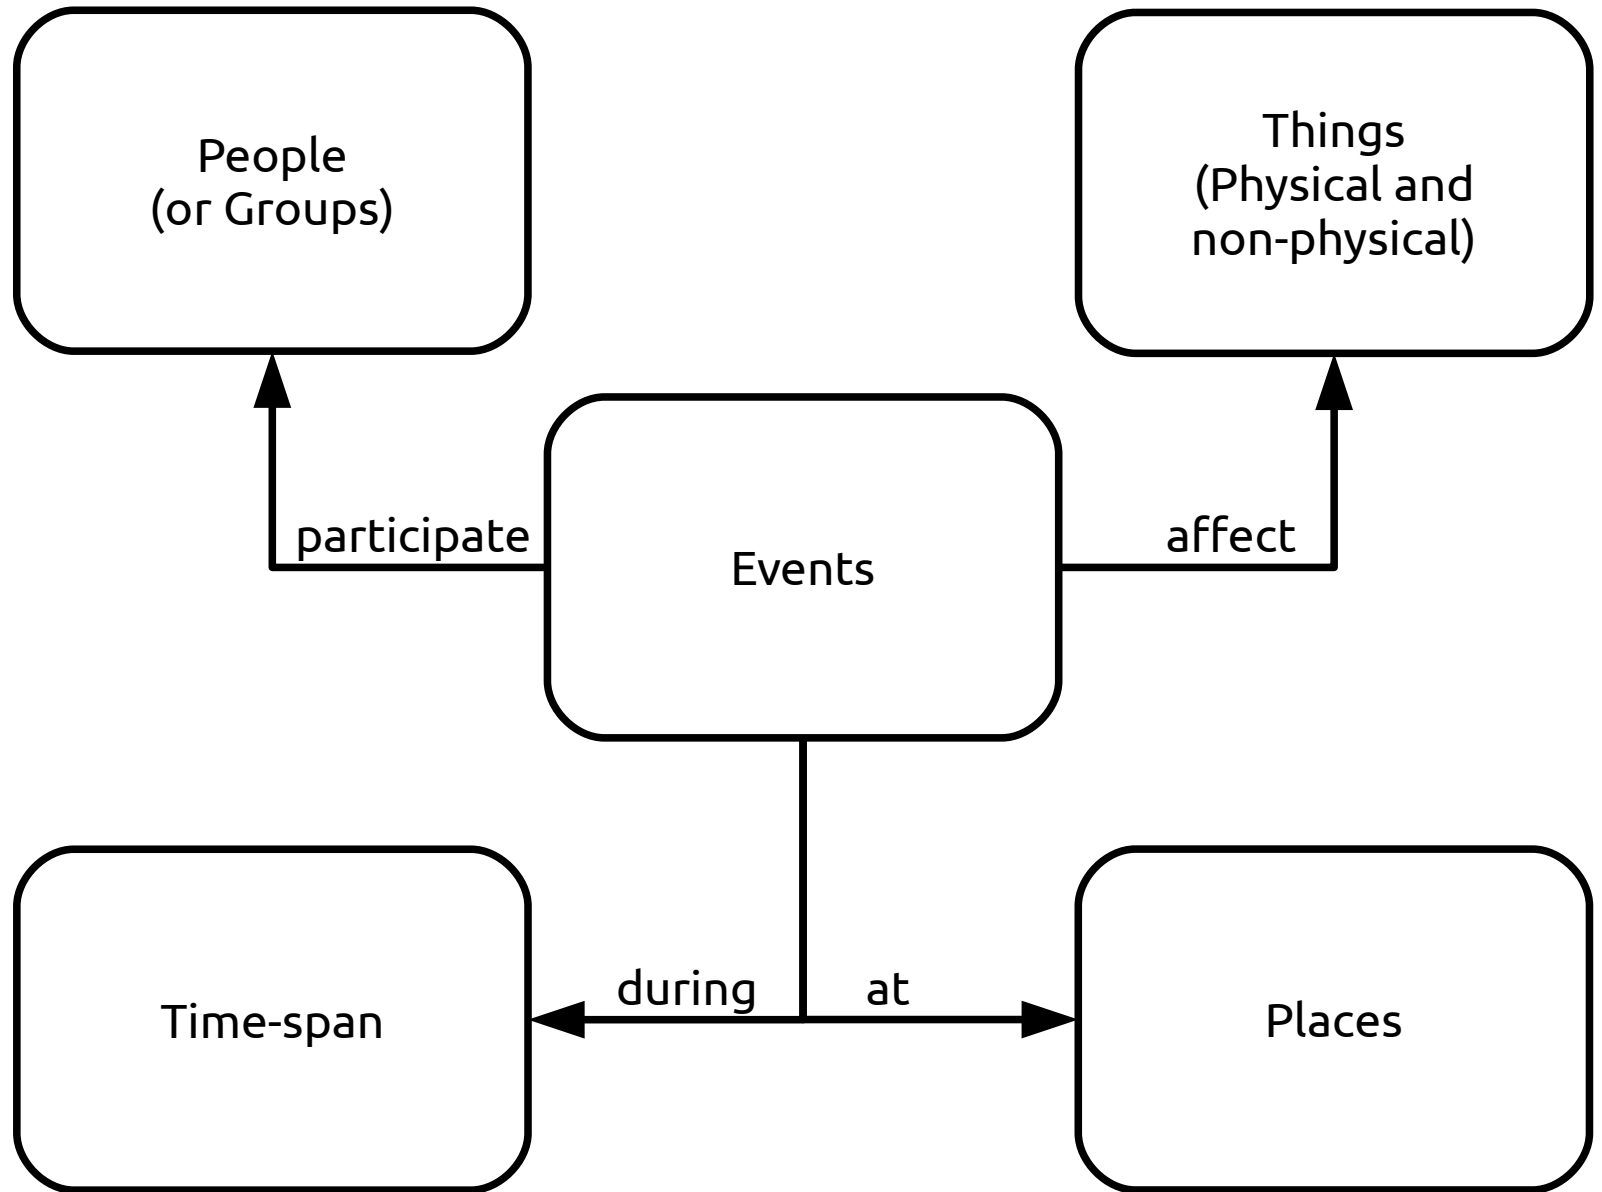 People
(or Groups)
Things
(Physical and
non-physical)
participate
affect
Events
during
at
Time-span
Places